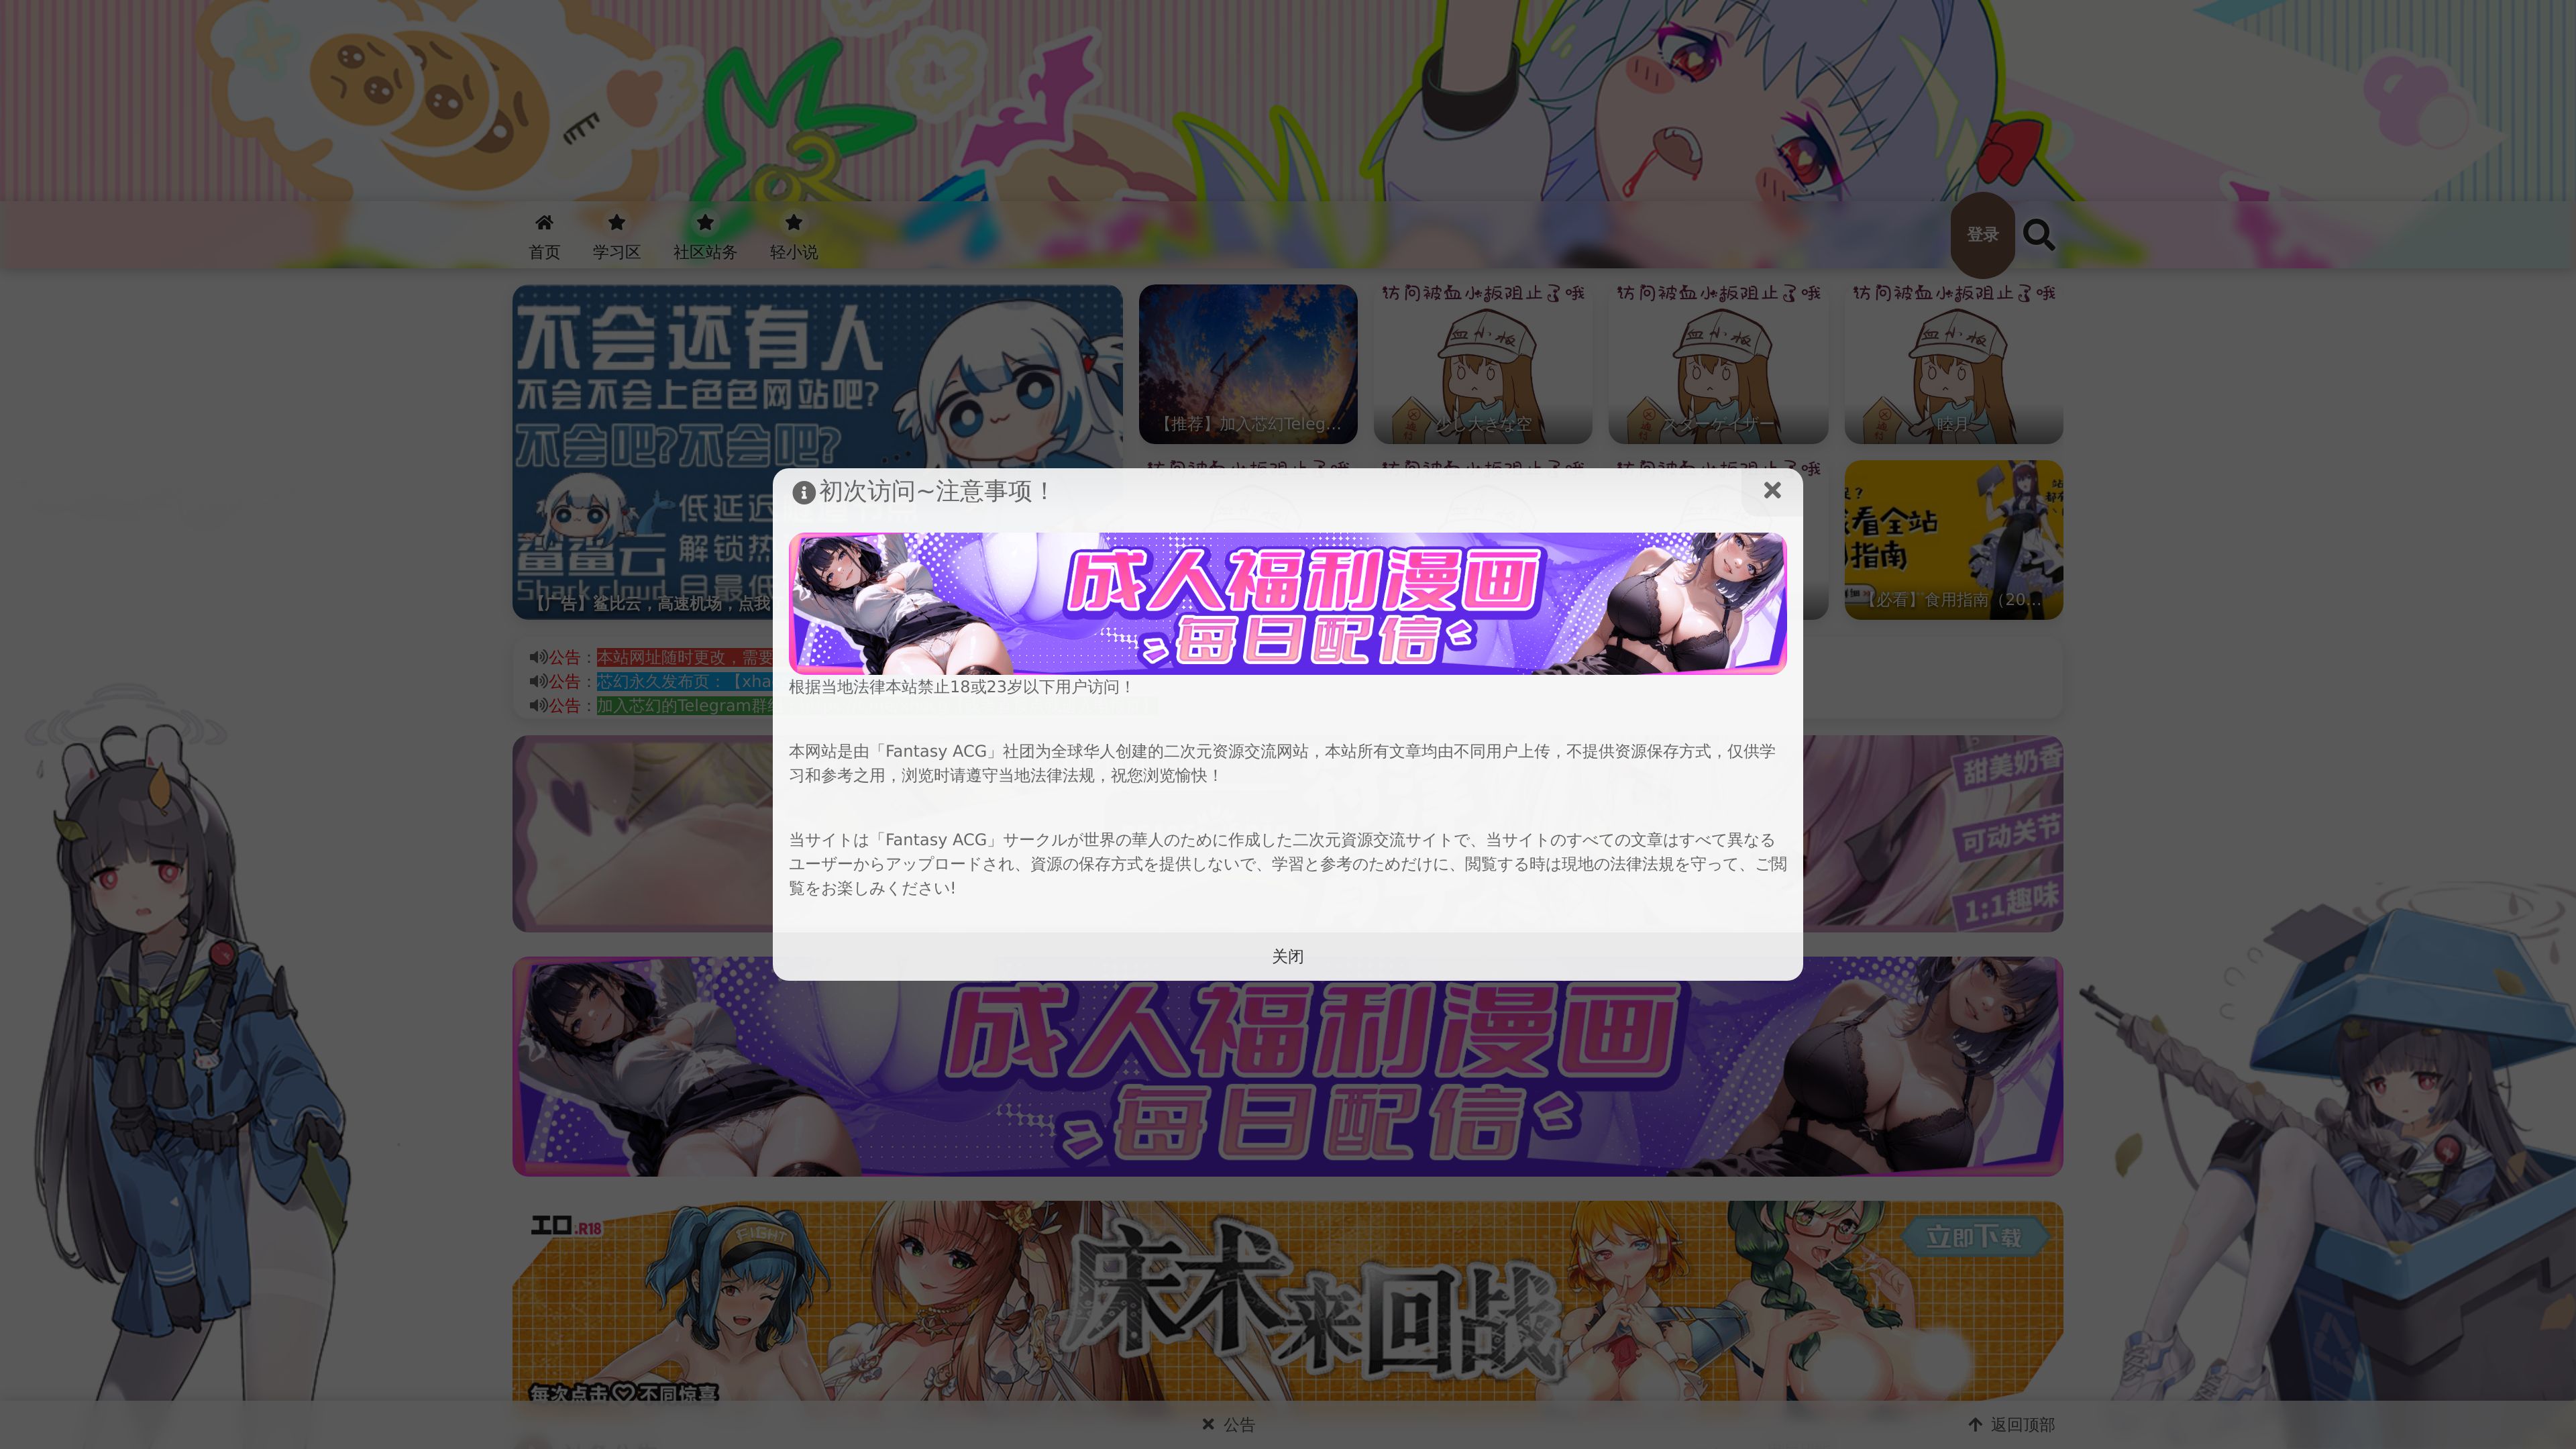 首页
学习区
社区站务
轻小说
登录
不会还有人
不会不会上色色网站吧?
不会吧?不会吧?
低延迟
鲨鲨云 解锁热
Shark cloud 且最低
【广告】鲨比云，高速机场，点我
【推荐】加入芯幻Teleg…
访问被血小板阻止了哦
血小板
少し大きな空
访问被血小板阻止了哦
血小板
スターゲイザー
访问被血小板阻止了哦
血小板
睦月
看全站
指南
【必看】食用指南（20…
公告：本站网址随时更改，需要
公告：芯幻永久发布页：【xha
公告：加入芯幻的Telegram群组
初次访问~注意事项！
成人福利漫画
每日配信
根据当地法律本站禁止18或23岁以下用户访问！
本网站是由「Fantasy ACG」社团为全球华人创建的二次元资源交流网站，本站所有文章均由不同用户上传，不提供资源保存方式，仅供学
习和参考之用，浏览时请遵守当地法律法规，祝您浏览愉快！
当サイトは「Fantasy ACG」サークルが世界の華人のために作成した二次元資源交流サイトで、当サイトのすべての文章はすべて異なる
ユーザーからアップロードされ、資源の保存方式を提供しないで、学習と参考のためだけに、閲覧する時は現地の法律法規を守って、ご閲
覧をお楽しみください!
关闭
甜美奶香
可动关节
1:1趣味
成人福利漫画
每日配信
エロ.R18
FIGHT
床术来回战
立即下载
每次点击♡不同惊喜
公告
返回顶部